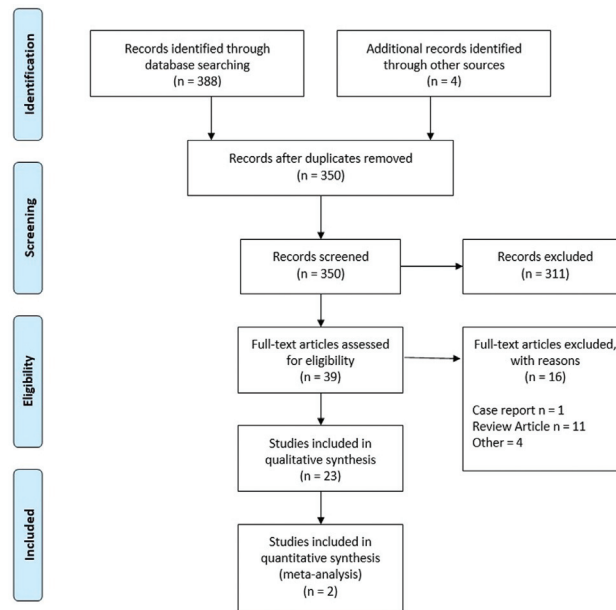 Identification
Records identified through
database searching
(n = 388)
Additional records identified
through other sources
(n = 4)
Records after duplicates removed
(n = 350)
Screening
Records screened
(n = 350)
Records excluded
(n = 311)
Eligibility
Full-text articles assessed
for eligibility
(n = 39)
Full-text articles excluded,
with reasons
(n = 16)
Case report n = 1
Review Article n = 11
Other = 4
Studies included in
qualitative synthesis
(n = 23)
Included
Studies included in
quantitative synthesis
(meta-analysis)
(n = 2)